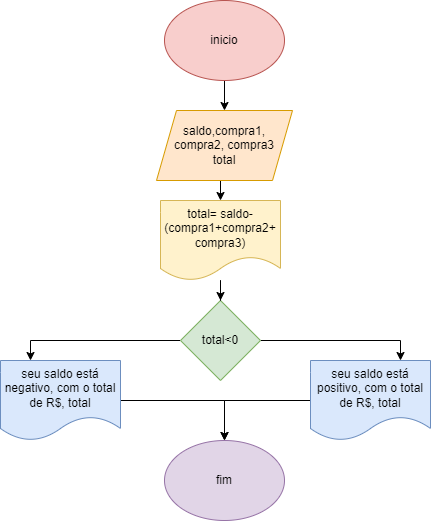 inicio
saldo,compra1,
compra2, compra3
total
total= saldo-
(compra1+compra2+
compra3)
total<0
seu saldo está
negativo, com o total
de R$, total
seu saldo está
positivo, com o total
de R$, total
fim